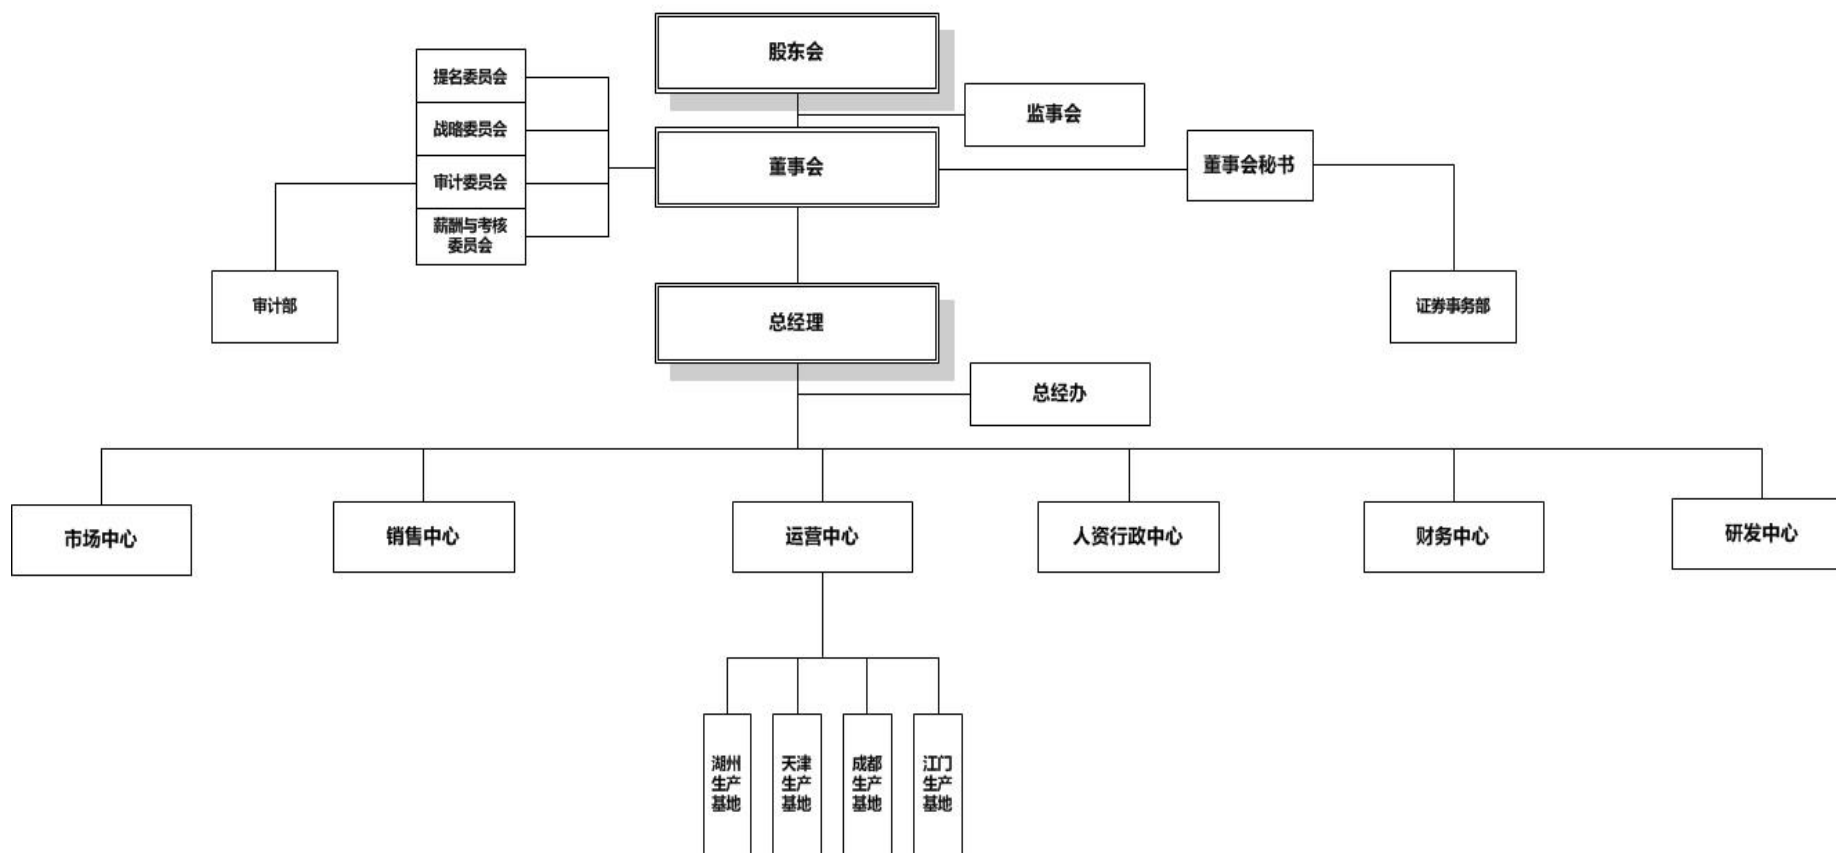 股东会
提名委员会
监事会
战略委员会
董事会
董事会秘书
审计委员会
薪酬与考核
委员会
审计部
证券事务部
总经理
总经办
市场中心
销售中心
运营中心
人资行政中心
财务中心
研发中心
湖州
生产
基地
天津
生产
基地
成都
生产
基地
江门
生产
基地